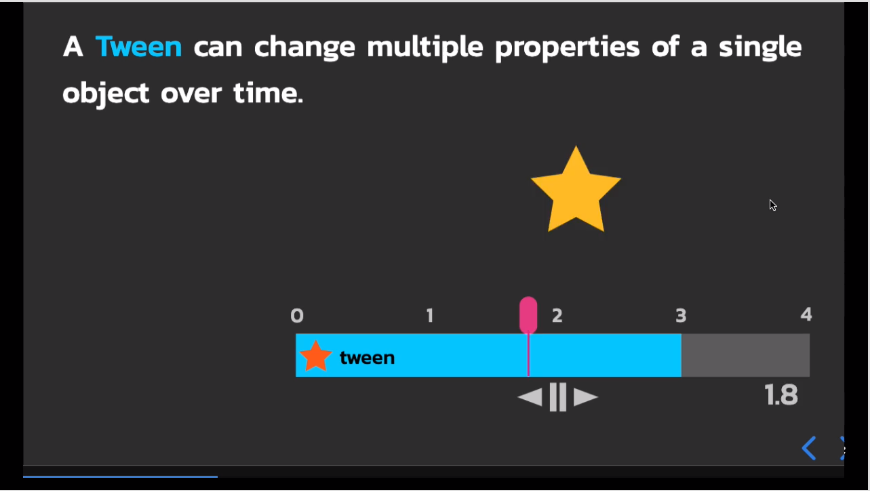 A Tween can change multiple properties of a single
object over time.
0 1 2 3 4
tween
1.8